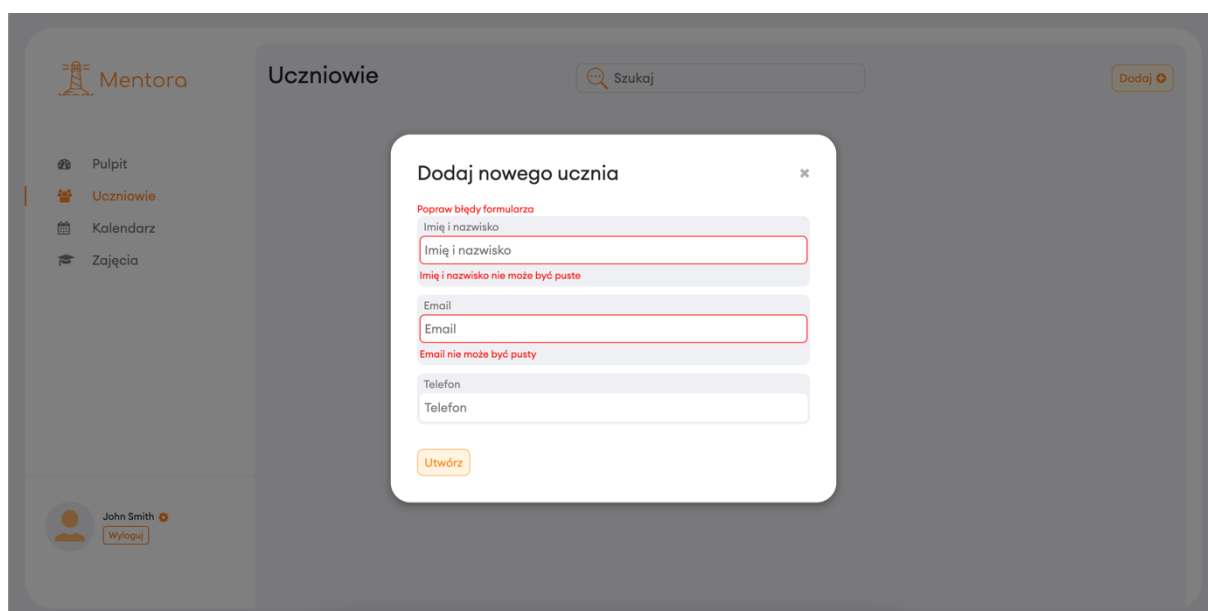 Mentora
Uczniowie
Szukaj
Dodaj
Pulpit
Uczniowie
Kalendarz
Zajęcia
Dodaj nowego ucznia
Popraw błędy formularza
Imię i nazwisko
Imię i nazwisko
Imię i nazwisko nie może być puste
Email
Email
Email nie może być pusty
Telefon
Telefon
Utwórz
John Smith
Wyloguj